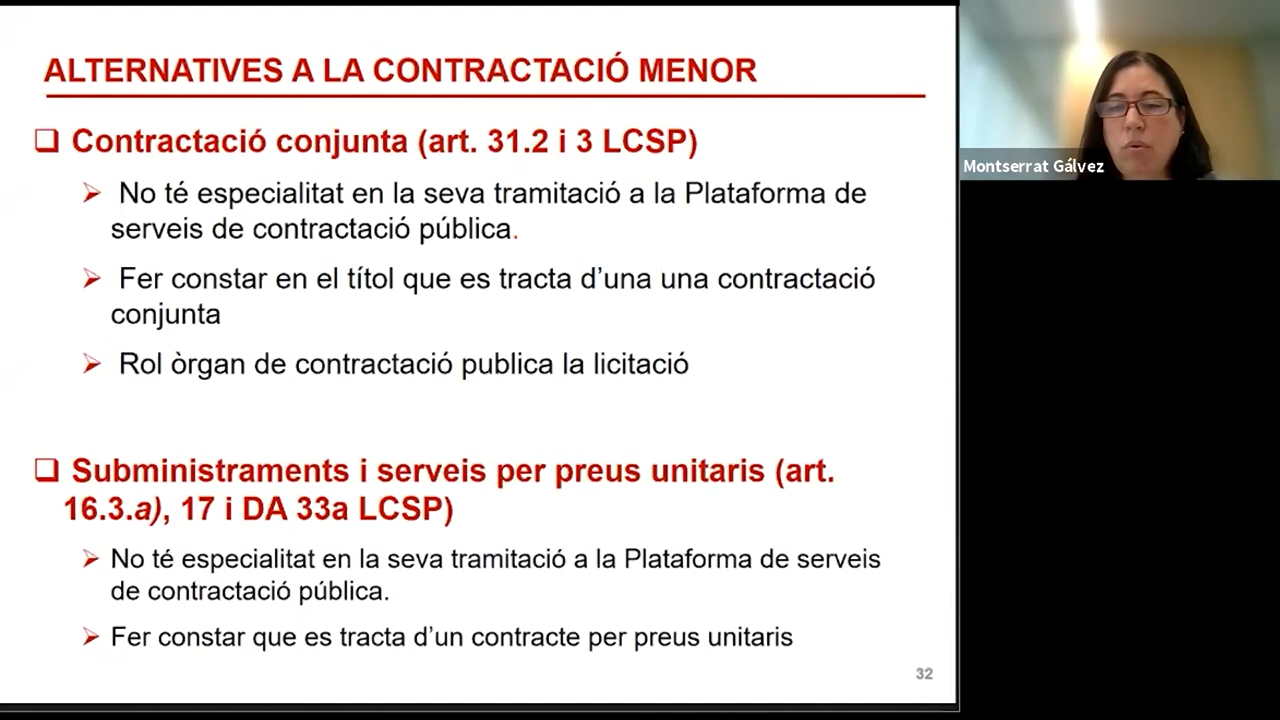 ALTERNATIVES A LA CONTRACTACIÓ MENOR
Contractació conjunta (art. 31.2 i 3 LCSP)
No té especialitat en la seva tramitació a la Plataforma de
serveis de contractació pública.
Fer constar en el títol que es tracta d’una una contractació
conjunta
Rol òrgan de contractació publica la licitació
Subministraments i serveis per preus unitaris (art.
16.3.a), 17 i DA 33a LCSP)
No té especialitat en la seva tramitació a la Plataforma de serveis
de contractació pública.
Fer constar que es tracta d’un contracte per preus unitaris
32
Montserrat Gálvez